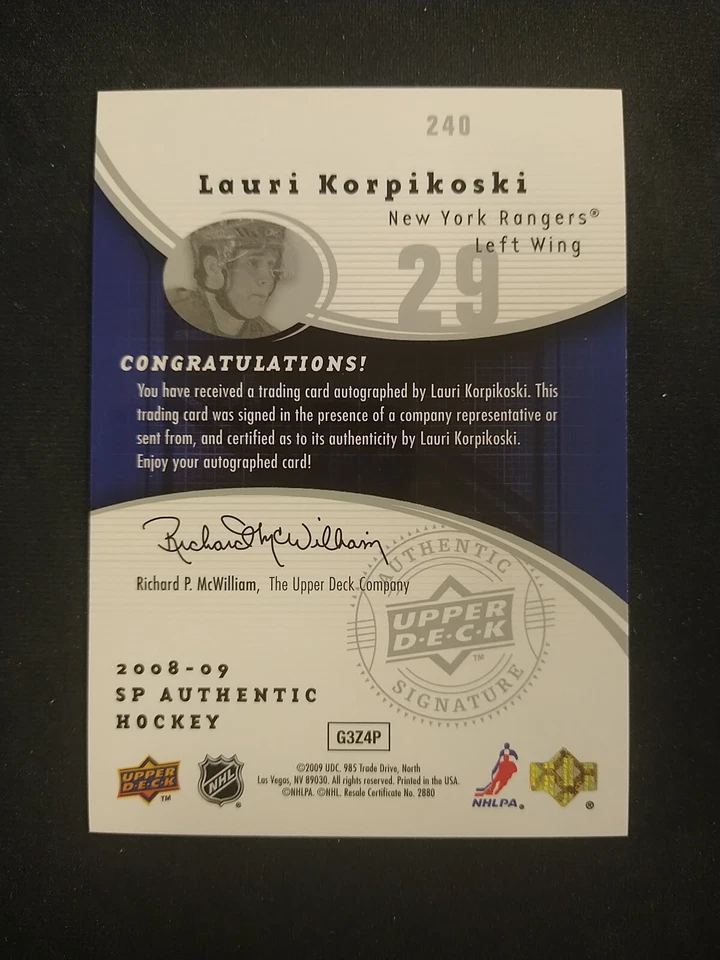 240
Lauri Korpikoski
New York Rangers®
Left Wing
29
CONGRATULATIONS!
You have received a trading card autographed by Lauri Korpikoski. This
trading card was signed in the presence of a company representative or
sent from, and certified as to its authenticity by Lauri Korpikoski.
Enjoy your autographed card!
Richard McWilliam
Richard P. McWilliam, The Upper Deck Company
AUTHENTIC
UPPER
D·E·C·K
™
SIGNATURE
2008-09
SP AUTHENTIC
HOCKEY
G3Z4P
UPPER
D·E·C·K
™
NHL
®
©2009 UDC. 985 Trade Drive, North
Las Vegas, NV 89030. All rights reserved. Printed in the USA.
©NHLPA. ©NHL. Resale Certificate No. 2880
NHLPA®
®